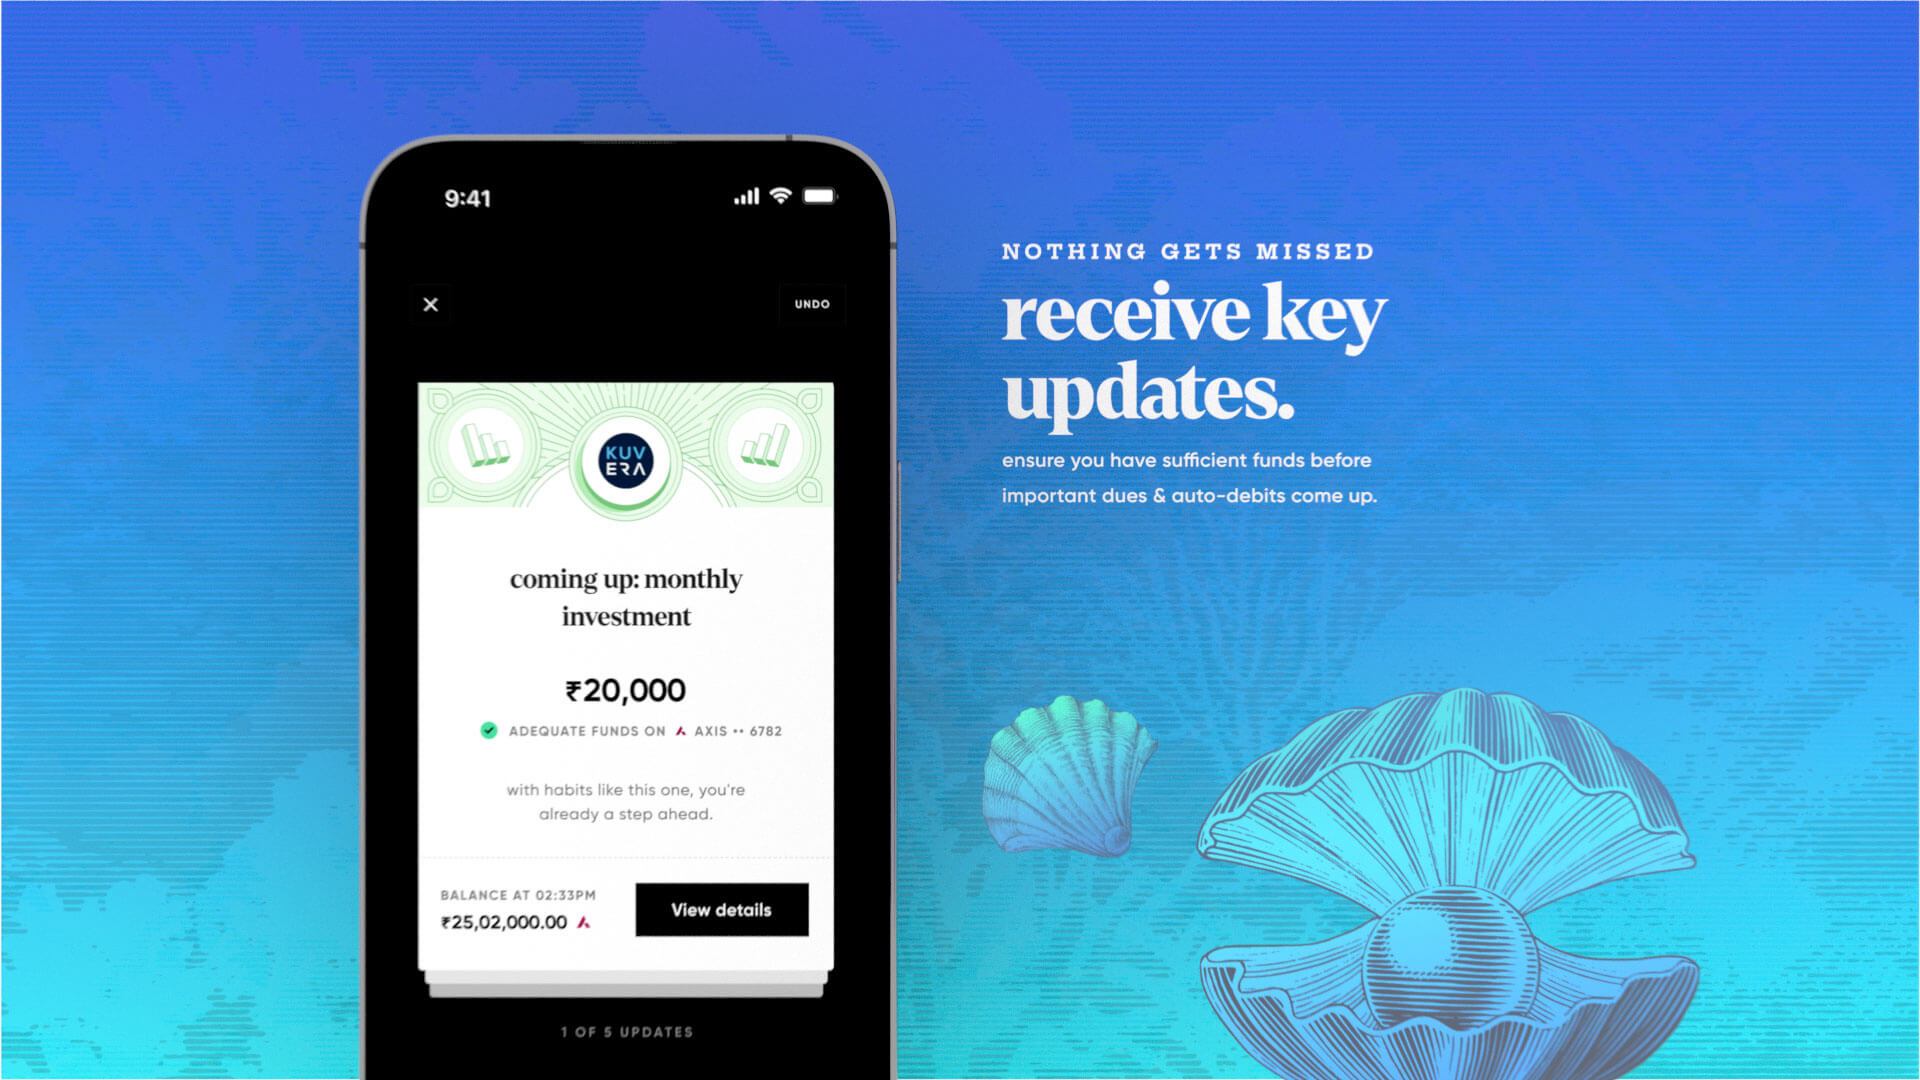 9:41
UNDO
KUV
ERA
coming up: monthly
investment
₹20,000
ADEQUATE FUNDS ON AXIS •• 6782
with habits like this one, you're
already a step ahead.
BALANCE AT 02:33PM
₹25,02,000.00
View details
1 OF 5 UPDATES
NOTHING GETS MISSED
receive key
updates.
ensure you have sufficient funds before
important dues & auto-debits come up.